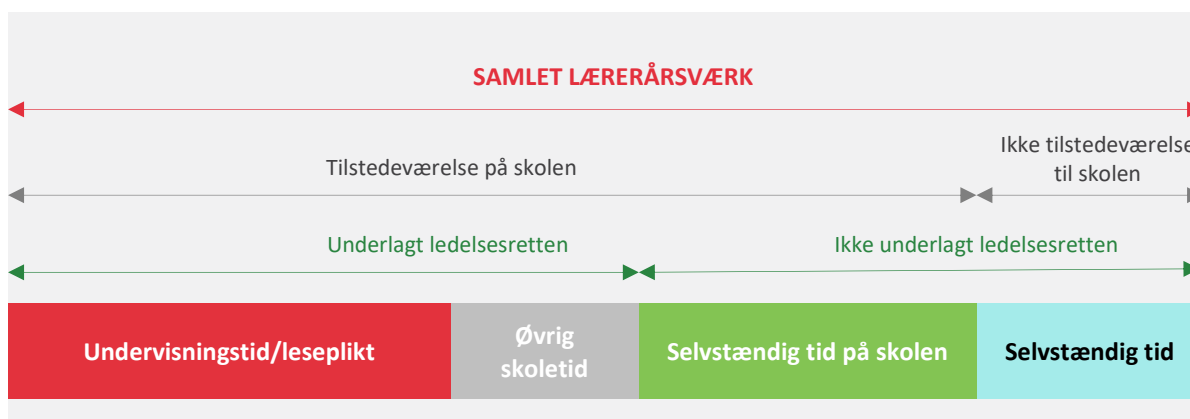 SAMLET LÆRERÅRSVÆRK
Ikke tilstedeværelse
til skolen
Tilstedeværelse på skolen
Underlagt ledelsesretten
Ikke underlagt ledelsesretten
Undervisningstid/leseplikt
Øvrig
skoletid
Selvstændig tid på skolen
Selvstændig tid